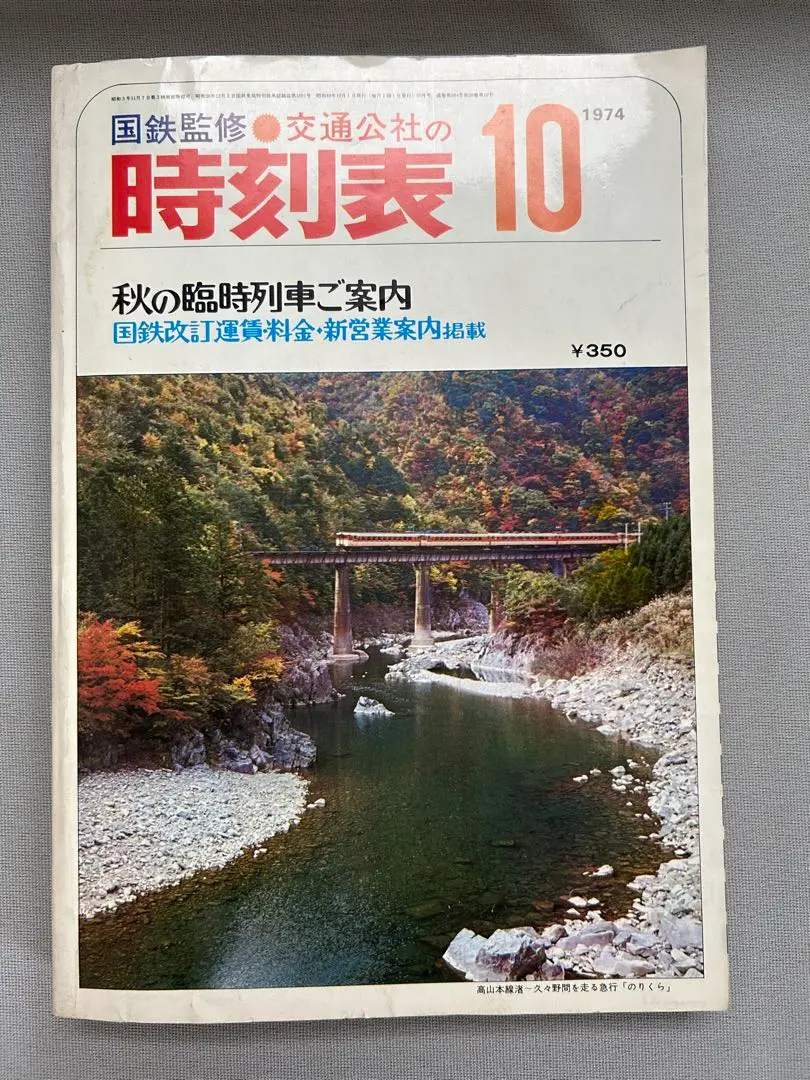 国鉄監修 交通公社の
時刻表 10 1974
秋の臨時列車ご案内
国鉄改訂運賃・料金・新営業案内掲載
￥350
高山本線渚～久々野間を走る急行「のりくら」